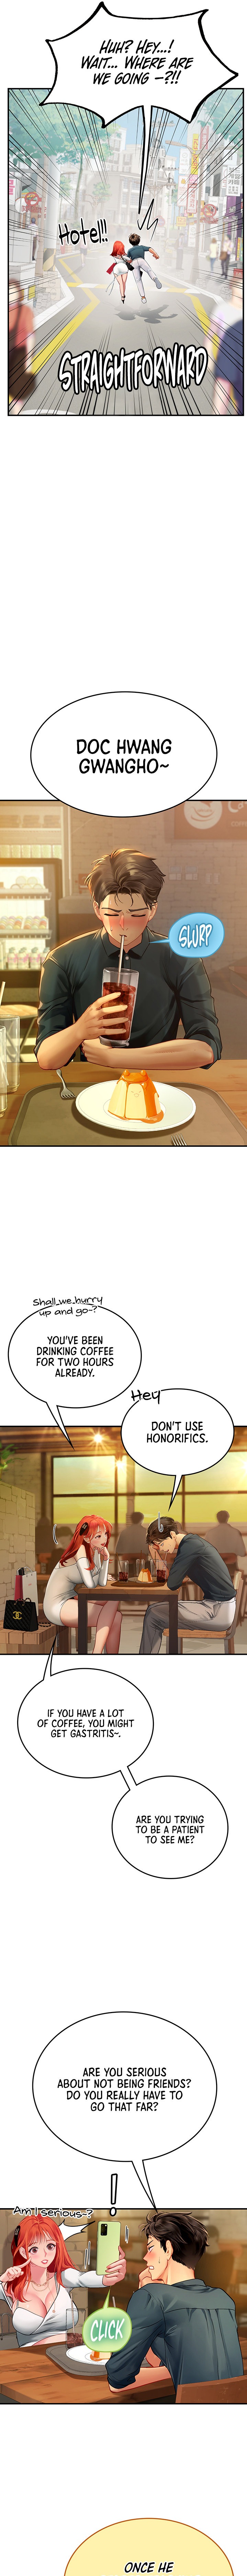 HUH? HEY...!
WAIT... WHERE ARE
WE GOING –?!!
Hotel!!
STRAIGHTFORWARD
DOC HWANG
GWANGHO~
SLURP
Shall we hurry
up and go~?
YOU'VE BEEN
DRINKING COFFEE
FOR TWO HOURS
ALREADY.
Hey
DON'T USE
HONORIFICS.
IF YOU HAVE A LOT
OF COFFEE, YOU MIGHT
GET GASTRITIS~.
ARE YOU TRYING
TO BE A PATIENT
TO SEE ME?
ARE YOU SERIOUS
ABOUT NOT BEING FRIENDS?
DO YOU REALLY HAVE TO
GO THAT FAR?
Am I serious~?
!
CLICK
ONCE HE